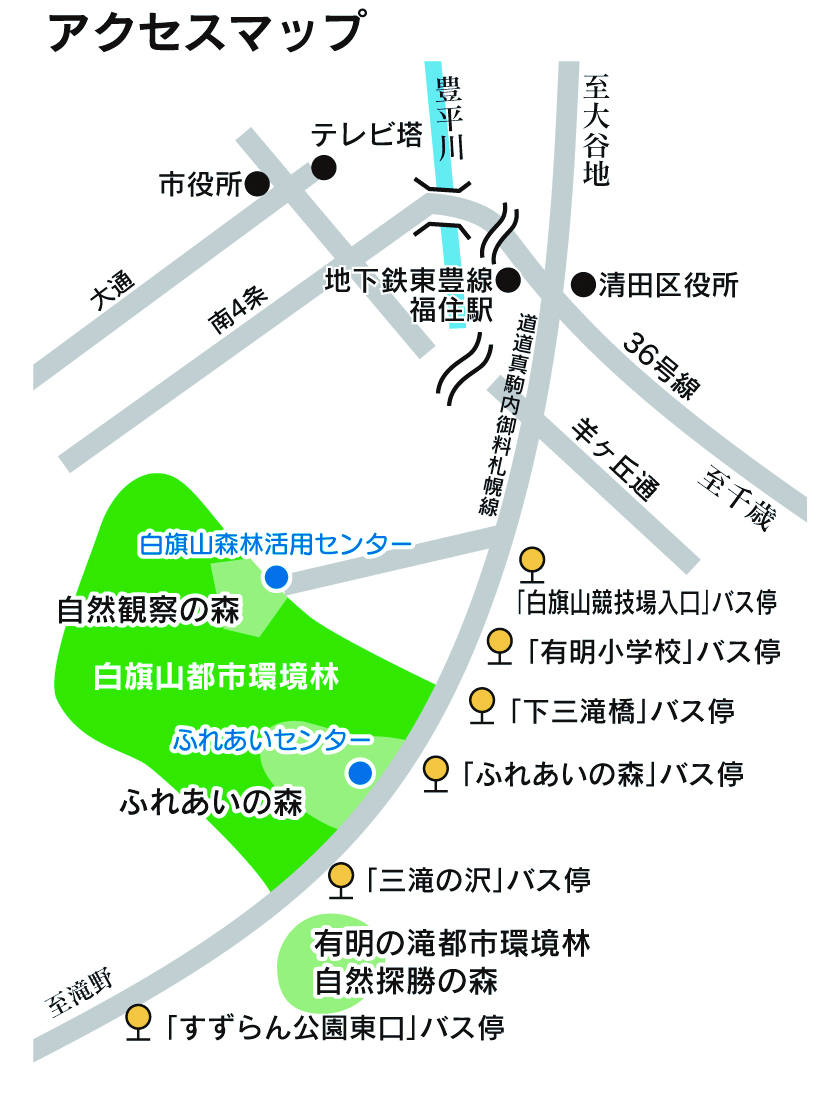 アクセスマップ
豊平川
至大谷地
テレビ塔
市役所
大通
南4条
地下鉄東豊線
福住駅
清田区役所
36号線
道道真駒内御料札幌線
羊ヶ丘通
至千歳
白旗山森林活用センター
自然観察の森
「白旗山競技場入口」バス停
「有明小学校」バス停
白旗山都市環境林
「下三滝橋」バス停
ふれあいセンター
「ふれあいの森」バス停
ふれあいの森
「三滝の沢」バス停
有明の滝都市環境林
自然探勝の森
至滝野
「すずらん公園東口」バス停